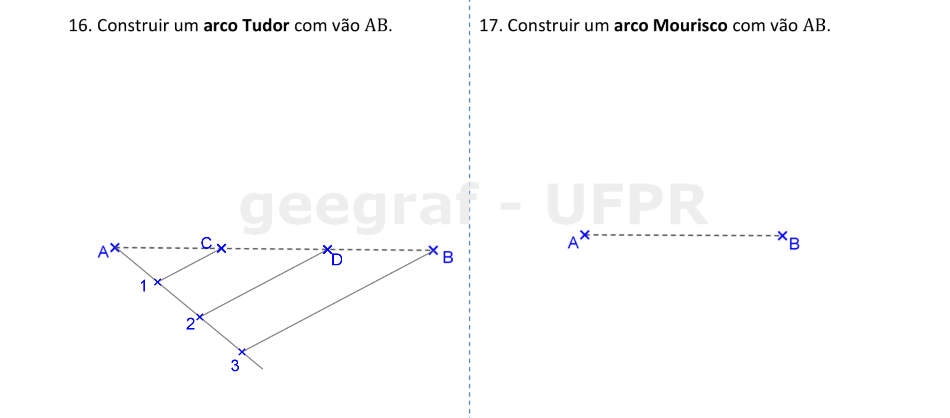 16. Construir um arco Tudor com vão AB.
17. Construir um arco Mourisco com vão AB.
geegraf - UFPR
A C D B
1
2
3
A B